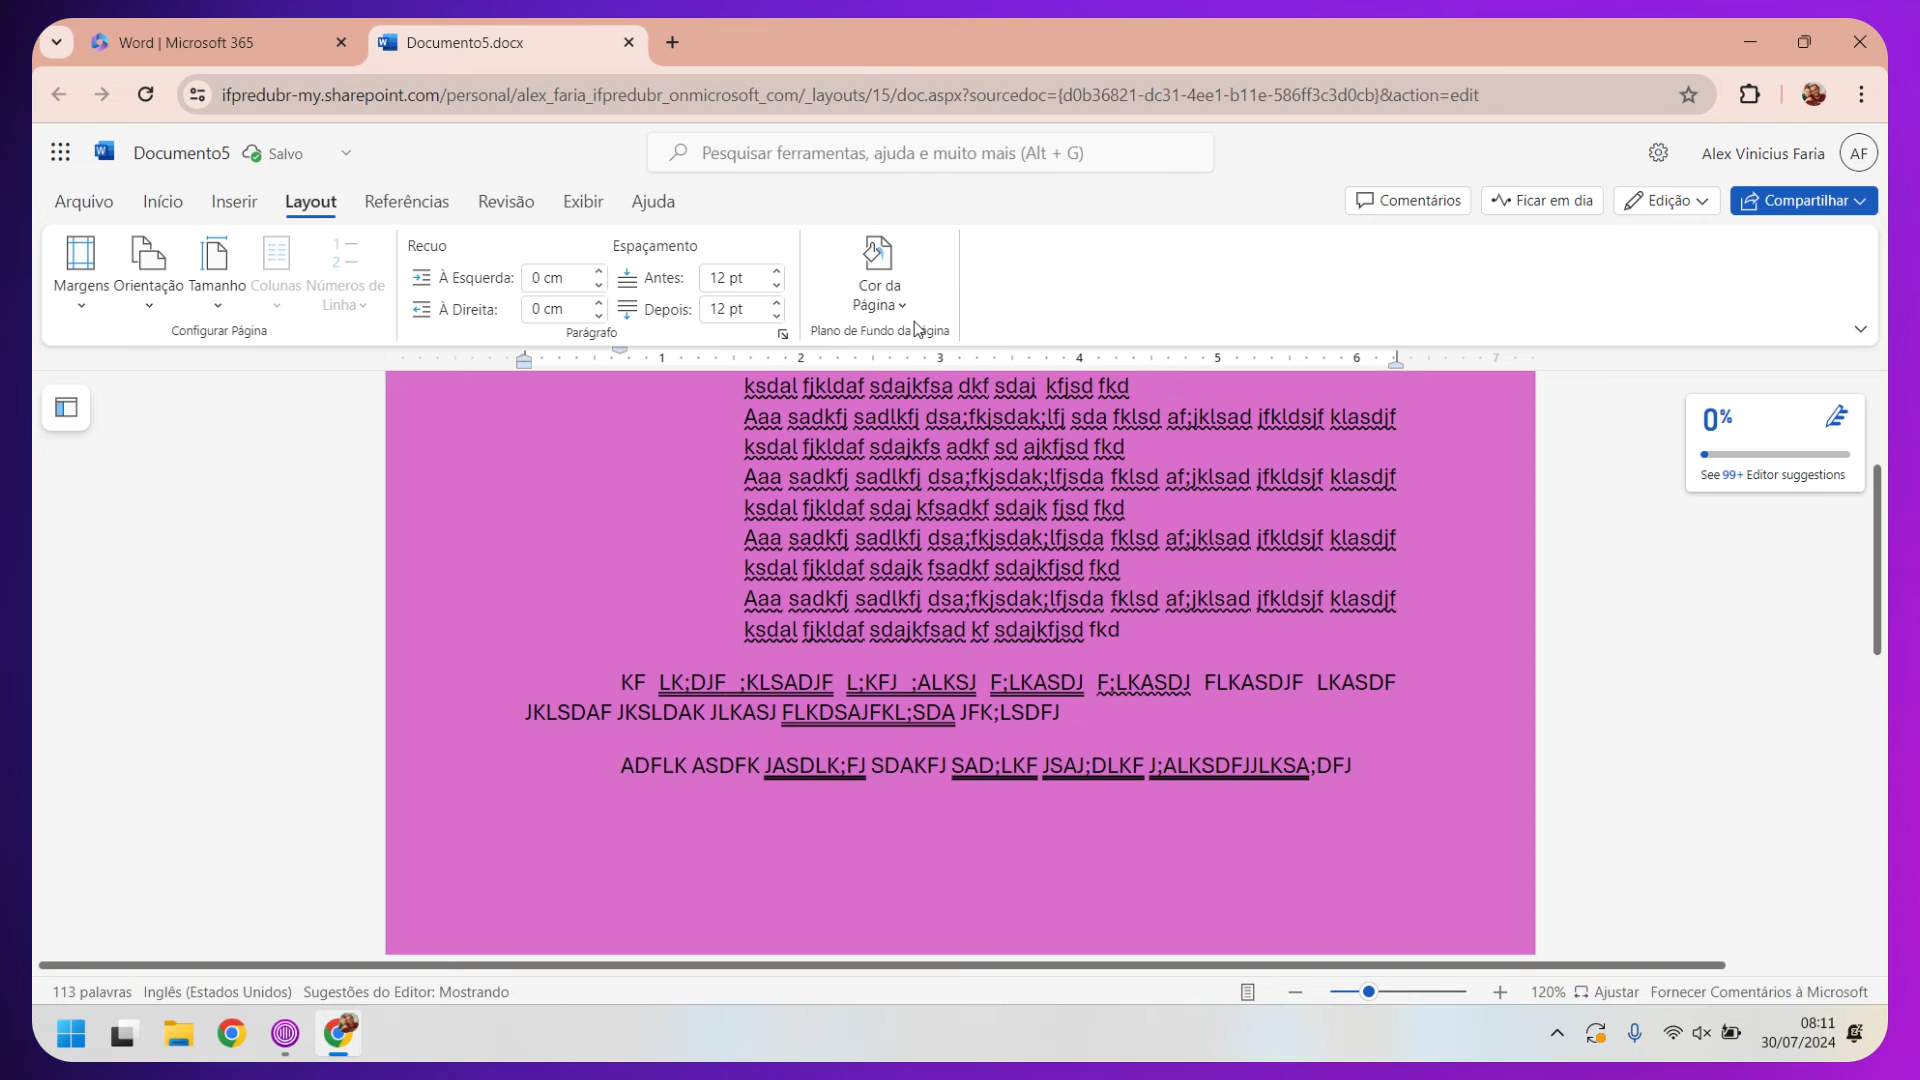 Word | Microsoft 365
Documento5.docx
ifpredubr-my.sharepoint.com/personal/alex_faria_ifpredubr_onmicrosoft_com/_layouts/15/doc.aspx?sourcedoc={d0b36821-dc31-4ee1-b11e-586ff3c3d0cb}&action=edit
Documento5 Salvo
Pesquisar ferramentas, ajuda e muito mais (Alt + G)
Alex Vinicius Faria AF
Arquivo Início Inserir Layout Referências Revisão Exibir Ajuda
Comentários Ficar em dia Edição Compartilhar
Recuo Espaçamento
Margens Orientação Tamanho Colunas Números de Linha
À Esquerda: 0 cm Antes: 12 pt
À Direita: 0 cm Depois: 12 pt
Cor da Página
Configurar Página Parágrafo Plano de Fundo da Página
1 2 3 4 5 6 7
ksdal fjkldaf sdajkfsa dkf sdaj kfjsd fkd
Aaa sadkfj sadlkfj dsa;fkjsdak;lfj sda fklsd af;jklsad jfkldsjf klasdjf
ksdal fjkldaf sdajkfs adkf sd ajkfjsd fkd
Aaa sadkfj sadlkfj dsa;fkjsdak;lfjsda fklsd af;jklsad jfkldsjf klasdjf
ksdal fjkldaf sdaj kfsadkf sdajk fjsd fkd
Aaa sadkfj sadlkfj dsa;fkjsdak;lfjsda fklsd af;jklsad jfkldsjf klasdjf
ksdal fjkldaf sdajk fsadkf sdajkfjsd fkd
Aaa sadkfj sadlkfj dsa;fkjsdak;lfjsda fklsd af;jklsad jfkldsjf klasdjf
ksdal fjkldaf sdajkfsad kf sdajkfjsd fkd
KF LK;DJF ;KLSADJF L;KFJ ;ALKSJ F;LKASDJ F;LKASDJ FLKASDJF LKASDF
JKLSDAF JKSLDAK JLKASJ FLKDSAJFKL;SDA JFK;LSDFJ
ADFLK ASDFK JASDLK;FJ SDAKFJ SAD;LKF JSAJ;DLKF J;ALKSDFJJLKSA;DFJ
0%
See 99+ Editor suggestions
113 palavras Inglês (Estados Unidos) Sugestões do Editor: Mostrando
120% Ajustar Fornecer Comentários à Microsoft
08:11
30/07/2024